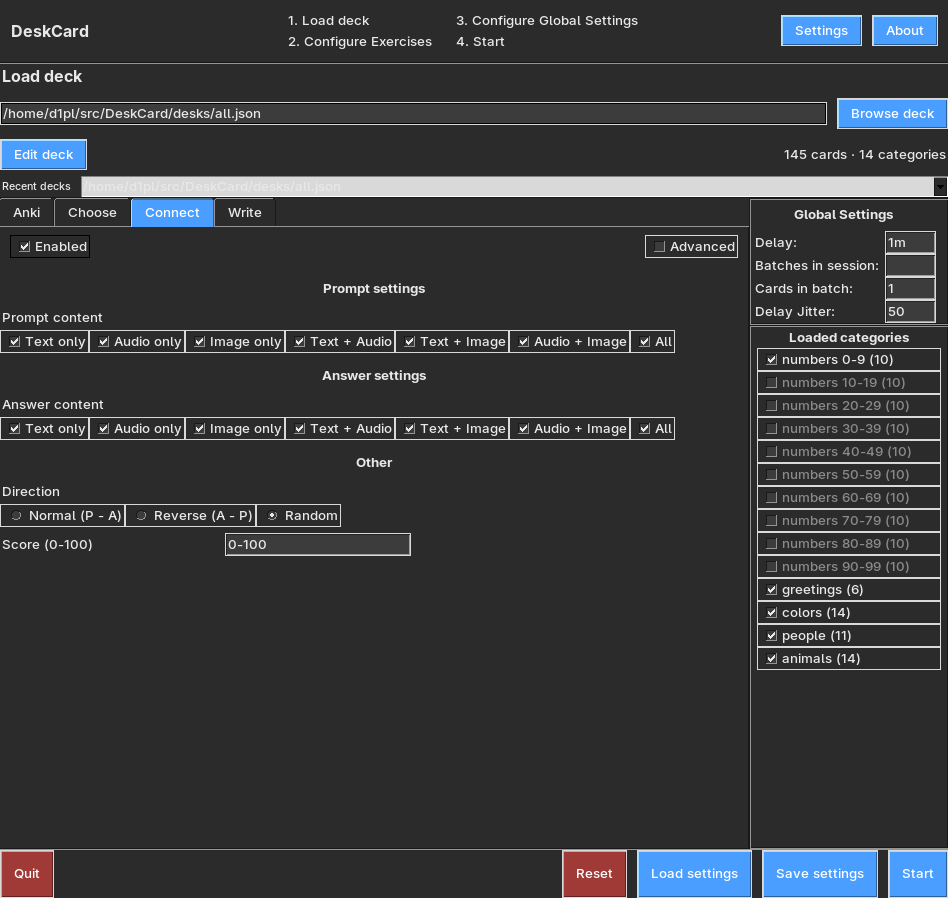 DeskCard
1. Load deck
2. Configure Exercises
3. Configure Global Settings
4. Start
Settings
About
Load deck
/home/d1pl/src/DeskCard/desks/all.json
Browse deck
Edit deck
145 cards · 14 categories
Recent decks
/home/d1pl/src/DeskCard/desks/all.json
Anki
Choose
Connect
Write
Enabled
Advanced
Prompt settings
Prompt content
Text only
Audio only
Image only
Text + Audio
Text + Image
Audio + Image
All
Answer settings
Answer content
Text only
Audio only
Image only
Text + Audio
Text + Image
Audio + Image
All
Other
Direction
Normal (P - A)
Reverse (A - P)
Random
Score (0-100)
0-100
Global Settings
Delay:
1m
Batches in session:
Cards in batch:
1
Delay Jitter:
50
Loaded categories
numbers 0-9 (10)
numbers 10-19 (10)
numbers 20-29 (10)
numbers 30-39 (10)
numbers 40-49 (10)
numbers 50-59 (10)
numbers 60-69 (10)
numbers 70-79 (10)
numbers 80-89 (10)
numbers 90-99 (10)
greetings (6)
colors (14)
people (11)
animals (14)
Quit
Reset
Load settings
Save settings
Start